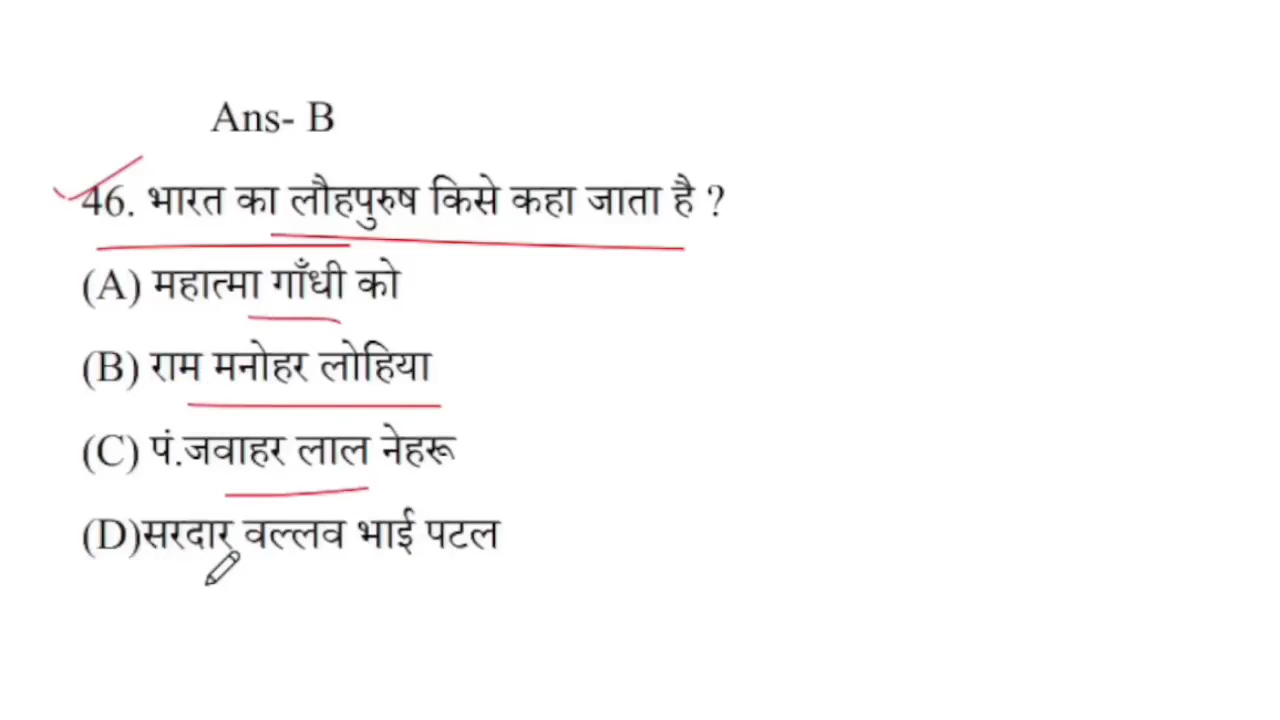 Ans- B
46. भारत का लौहपुरुष किसे कहा जाता है ?
(A) महात्मा गाँधी को
(B) राम मनोहर लोहिया
(C) पं.जवाहर लाल नेहरू
(D)सरदार वल्लव भाई पटल